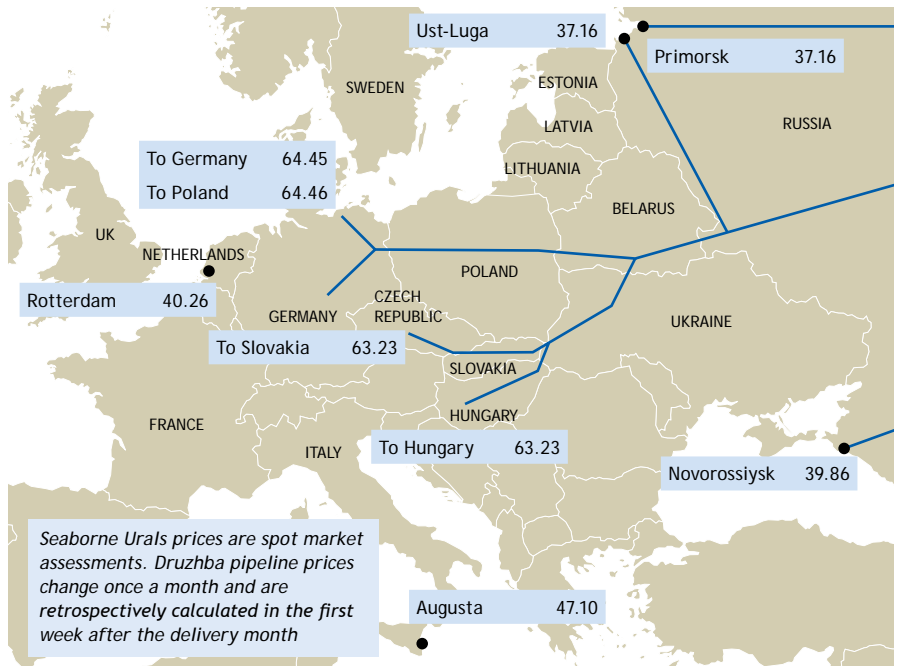 Ust-Luga 37.16
Primorsk 37.16
SWEDEN
ESTONIA
RUSSIA
LATVIA
To Germany 64.45
To Poland 64.46
LITHUANIA
BELARUS
UK
NETHERLANDS
POLAND
Rotterdam 40.26
GERMANY
CZECH
REPUBLIC
UKRAINE
To Slovakia 63.23
SLOVAKIA
HUNGARY
FRANCE
ITALY
To Hungary 63.23
Novorossiysk 39.86
Seaborne Urals prices are spot market
assessments. Druzhba pipeline prices
change once a month and are
retrospectively calculated in the first
week after the delivery month
Augusta 47.10